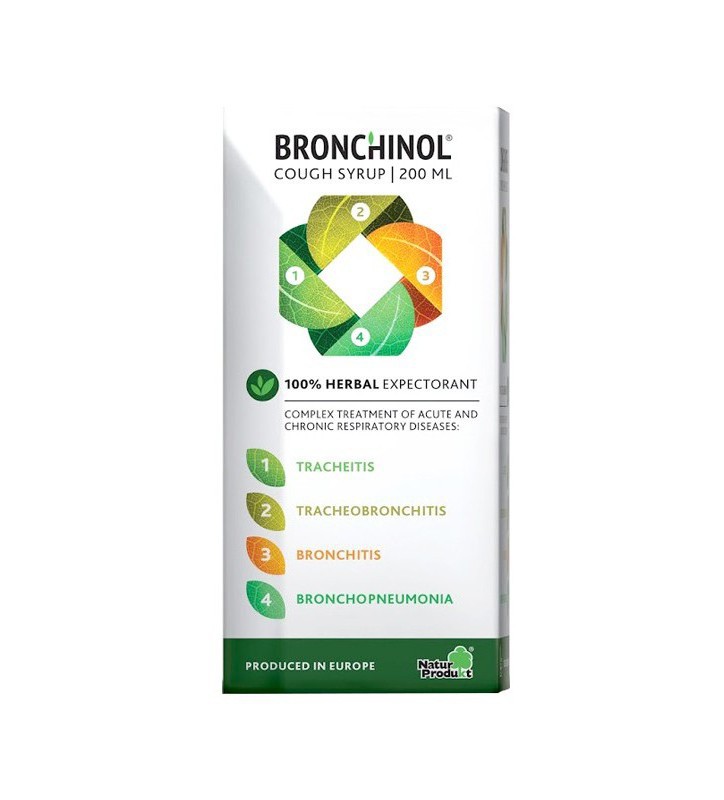 BRONCHINOL®
COUGH SYRUP | 200 ML
2
1
3
4
100% HERBAL EXPECTORANT
COMPLEX TREATMENT OF ACUTE AND
CHRONIC RESPIRATORY DISEASES:
1 TRACHEITIS
2 TRACHEOBRONCHITIS
3 BRONCHITIS
4 BRONCHOPNEUMONIA
PRODUCED IN EUROPE
Natur ®
Produkt